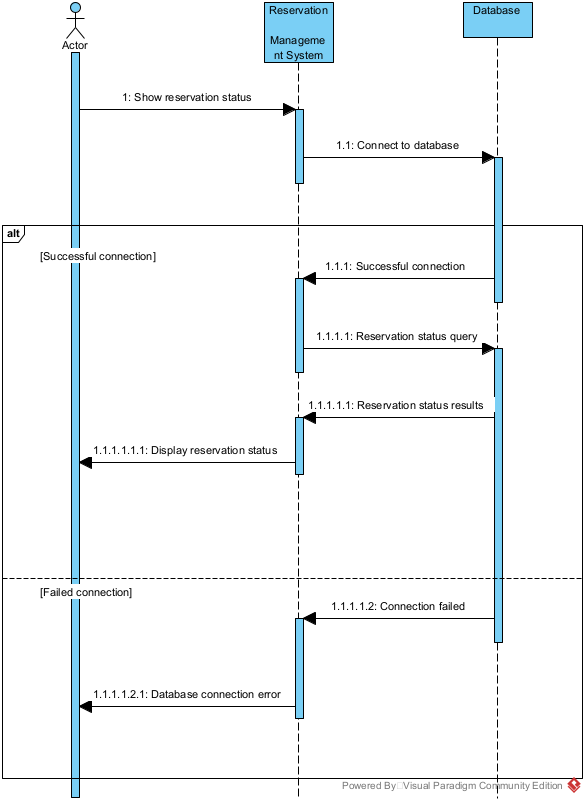 Reservation
Manageme
nt System
Database
Actor
1: Show reservation status
1.1: Connect to database
alt
[Successful connection]
1.1.1: Successful connection
1.1.1.1: Reservation status query
1.1.1.1.1: Reservation status results
1.1.1.1.1.1: Display reservation status
[Failed connection]
1.1.1.1.2: Connection failed
1.1.1.1.2.1: Database connection error
Powered By Visual Paradigm Community Edition